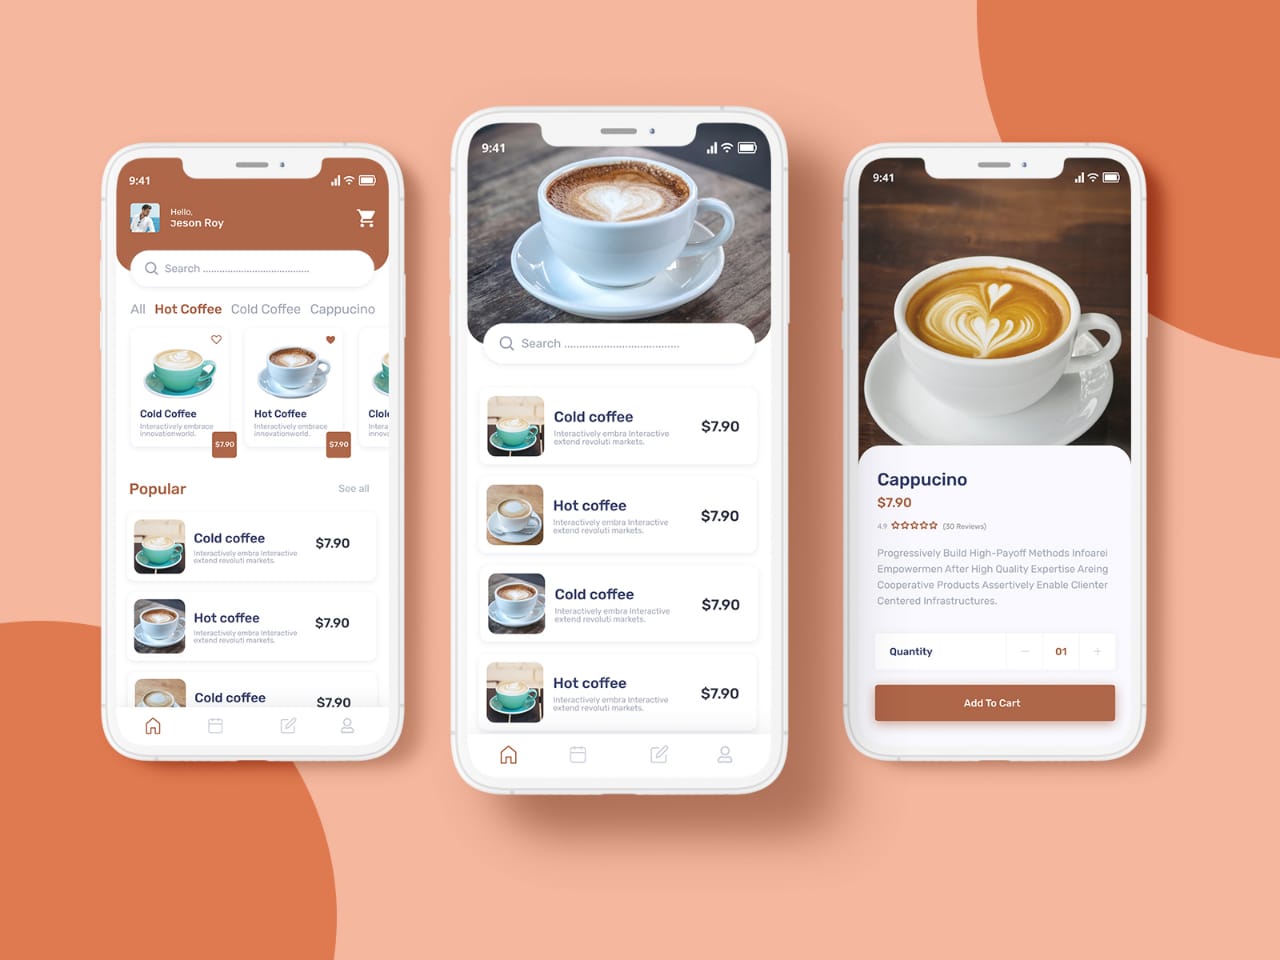 9:41
Hello,
Jeson Roy
Search ......................................
All Hot Coffee Cold Coffee Cappucino
Cold Coffee
Interactively embrace
innovationworld.
$7.90
Hot Coffee
Interactively embrace
innovationworld.
$7.90
Clol
Intera
innova
Popular
See all
Cold coffee
Interactively embra Interactive
extend revoluti markets.
$7.90
Hot coffee
Interactively embra Interactive
extend revoluti markets.
$7.90
Cold coffee
$7.90
9:41
Search ......................................
Cold coffee
Interactively embra Interactive
extend revoluti markets.
$7.90
Hot coffee
Interactively embra Interactive
extend revoluti markets.
$7.90
Cold coffee
Interactively embra Interactive
extend revoluti markets.
$7.90
Hot coffee
Interactively embra Interactive
extend revoluti markets.
$7.90
9:41
Cappucino
$7.90
4.9 (30 Reviews)
Progressively Build High-Payoff Methods Infoarei
Empowermen After High Quality Expertise Areing
Cooperative Products Assertively Enable Clienter
Centered Infrastructures.
Quantity − 01 +
Add To Cart